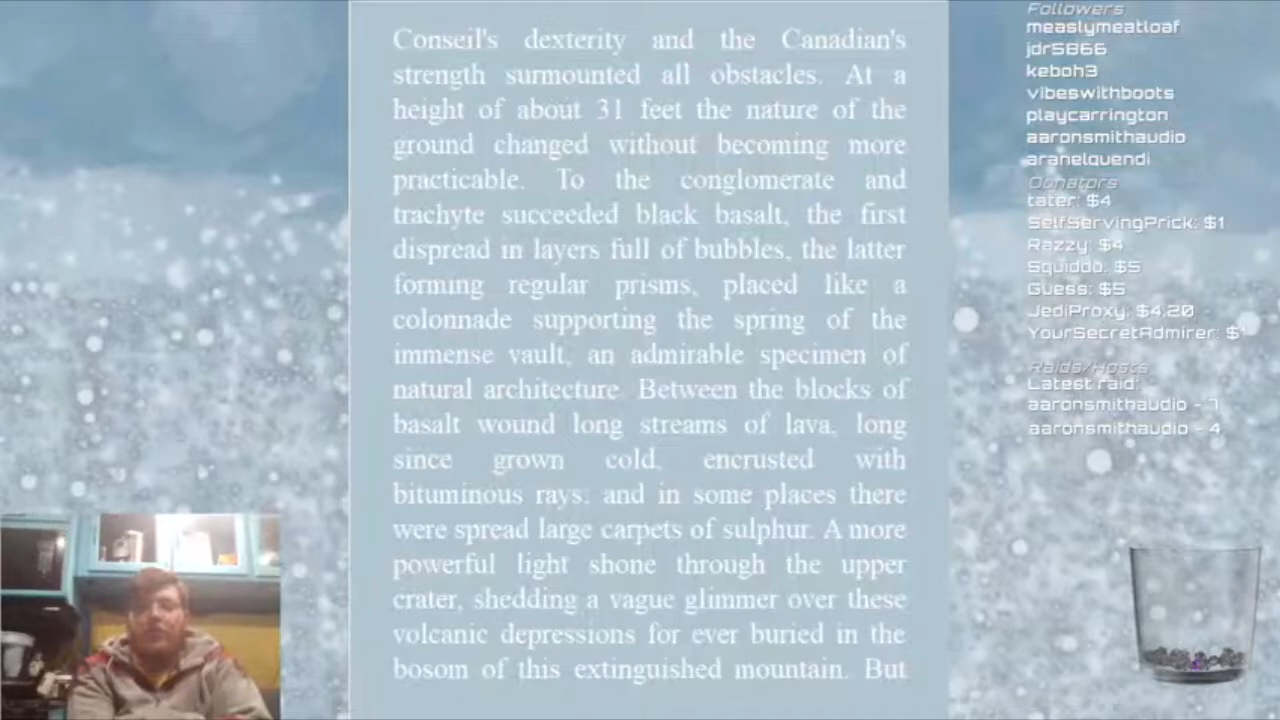 Conseil's dexterity and the Canadian's
strength surmounted all obstacles. At a
height of about 31 feet the nature of the
ground changed without becoming more
practicable. To the conglomerate and
trachyte succeeded black basalt, the first
dispread in layers full of bubbles, the latter
forming regular prisms, placed like a
colonnade supporting the spring of the
immense vault, an admirable specimen of
natural architecture. Between the blocks of
basalt wound long streams of lava, long
since grown cold, encrusted with
bituminous rays; and in some places there
were spread large carpets of sulphur. A more
powerful light shone through the upper
crater, shedding a vague glimmer over these
volcanic depressions for ever buried in the
bosom of this extinguished mountain. But
Followers
measlymeatloaf
jdr5866
keboh3
vibeswithboots
playcarrington
aaronsmithaudio
aranelquendi
Donators
tater: $4
SelfServingPrick: $1
Razzy: $4
Squiddo: $5
Guess: $5
JediProxy: $4.20
YourSecretAdmirer:
Raids/Hosts
Latest raid:
aaronsmithaudio - 7
aaronsmithaudio - 4